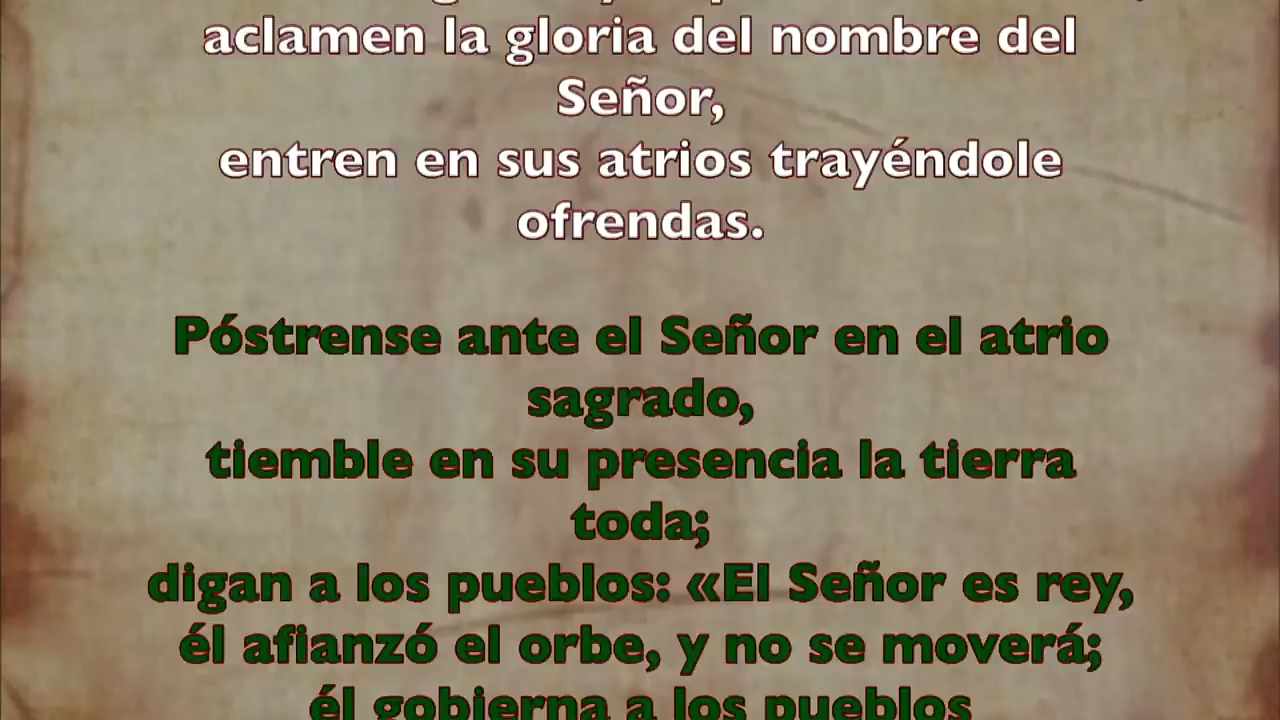 aclamen la gloria del nombre del
Señor,
entren en sus atrios trayéndole
ofrendas.
Póstrense ante el Señor en el atrio
sagrado,
tiemble en su presencia la tierra
toda;
digan a los pueblos: «El Señor es rey,
él afianzó el orbe, y no se moverá;
él gobierna a los pueblos